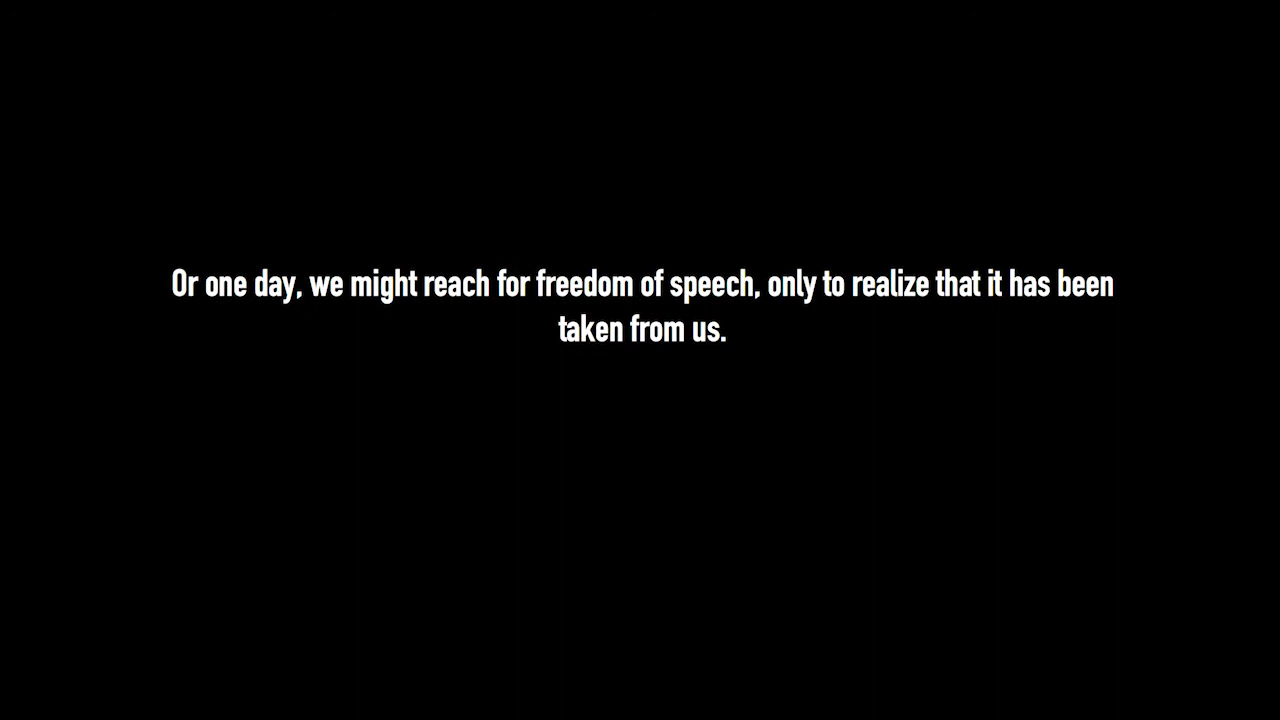 Or one day, we might reach for freedom of speech, only to realize that it has been
taken from us.